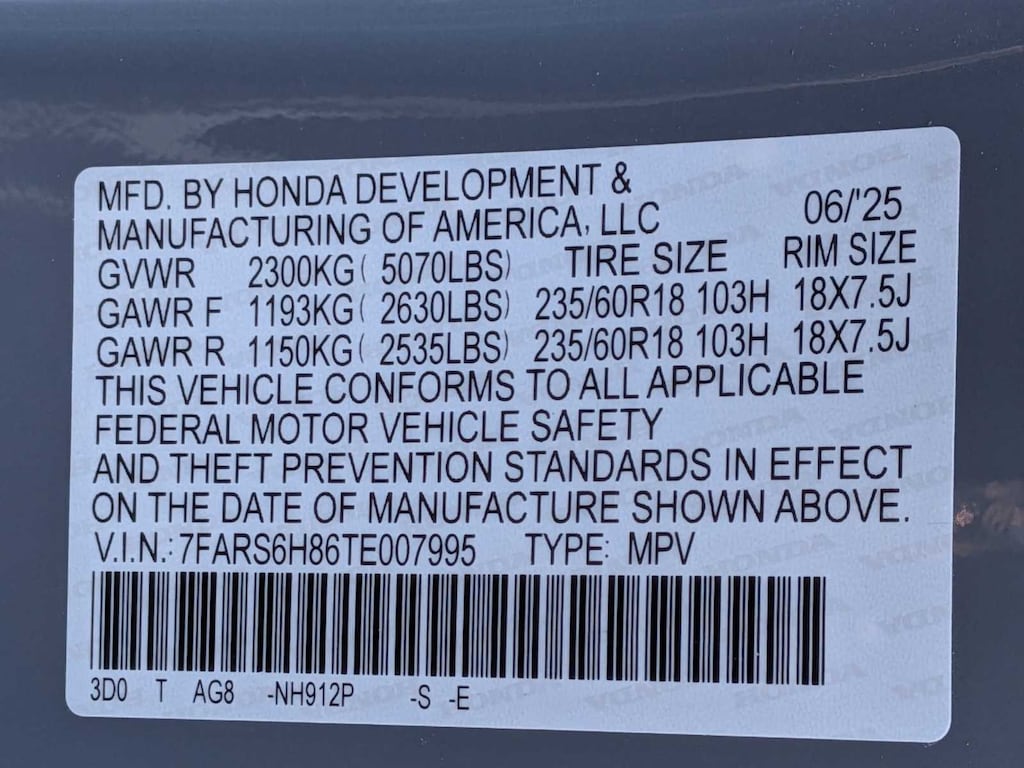 MFD. BY HONDA DEVELOPMENT &
MANUFACTURING OF AMERICA, LLC 06/'25
GVWR 2300KG( 5070LBS) TIRE SIZE RIM SIZE
GAWR F 1193KG( 2630LBS) 235/60R18 103H 18X7.5J
GAWR R 1150KG( 2535LBS) 235/60R18 103H 18X7.5J
THIS VEHICLE CONFORMS TO ALL APPLICABLE
FEDERAL MOTOR VEHICLE SAFETY
AND THEFT PREVENTION STANDARDS IN EFFECT
ON THE DATE OF MANUFACTURE SHOWN ABOVE.
V.I.N.: 7FARS6H86TE007995 TYPE: MPV
3D0 T AG8 -NH912P -S -E